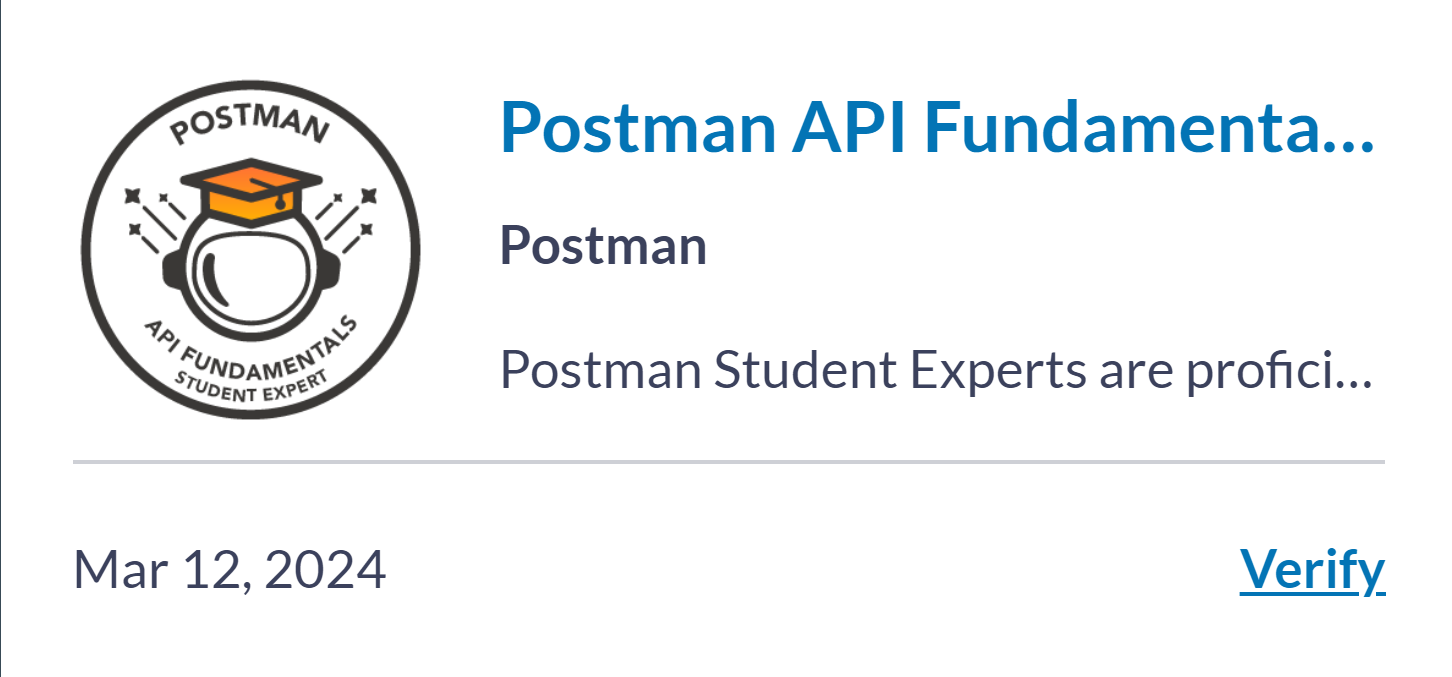 POSTMAN
API FUNDAMENTALS
STUDENT EXPERT
Postman API Fundamenta...
Postman
Postman Student Experts are profici...
Mar 12, 2024
Verify